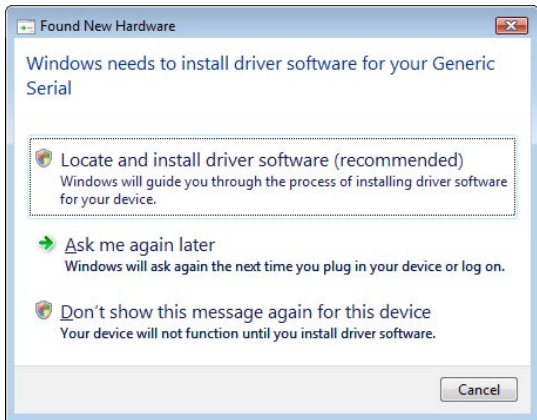 Found New Hardware
Windows needs to install driver software for your Generic
Serial
Locate and install driver software (recommended)
Windows will guide you through the process of installing driver software
for your device.
Ask me again later
Windows will ask again the next time you plug in your device or log on.
Don't show this message again for this device
Your device will not function until you install driver software.
Cancel